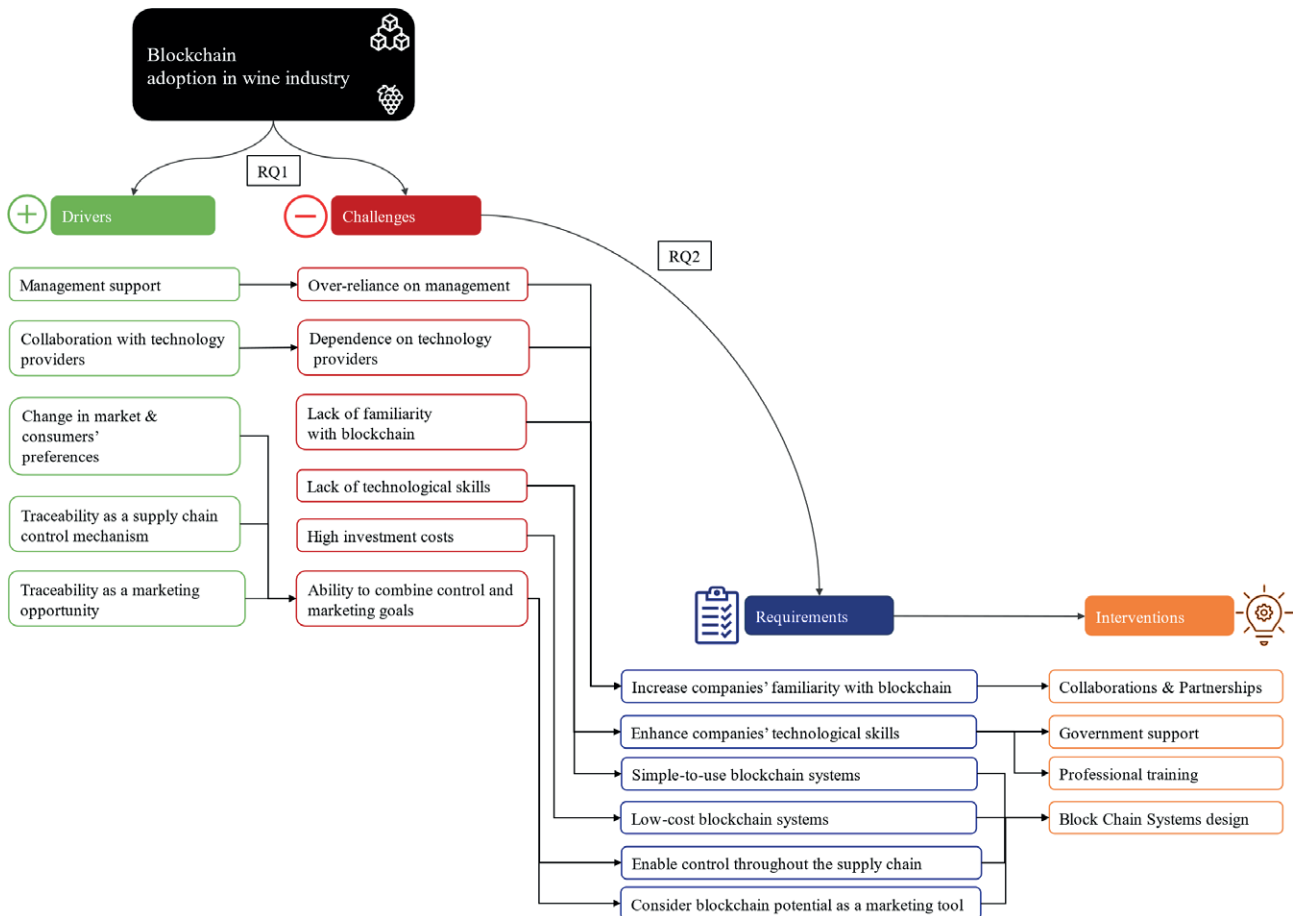 Blockchain
adoption in wine industry
RQ1
Drivers
Challenges
RQ2
Management support
Over-reliance on management
Collaboration with technology
providers
Dependence on technology
providers
Change in market &
consumers’
preferences
Lack of familiarity
with blockchain
Lack of technological skills
Traceability as a supply chain
control mechanism
High investment costs
Traceability as a marketing
opportunity
Ability to combine control and
marketing goals
Requirements
Interventions
Increase companies’ familiarity with blockchain
Collaborations & Partnerships
Enhance companies’ technological skills
Government support
Simple-to-use blockchain systems
Professional training
Low-cost blockchain systems
Block Chain Systems design
Enable control throughout the supply chain
Consider blockchain potential as a marketing tool